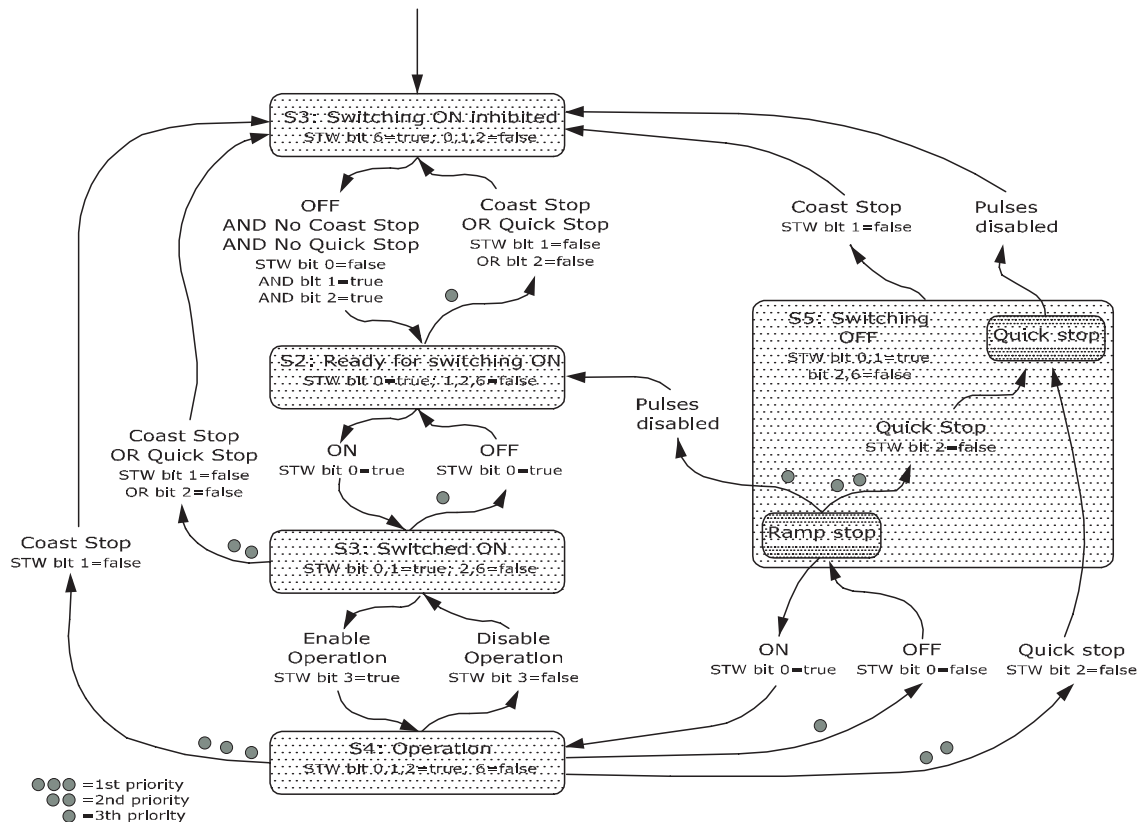 S3: Switching ON inhibited
STW bit 6=true; 0,1,2=false
OFF
AND No Coast Stop
AND No Quick Stop
STW bit 0=false
AND bit 1=true
AND bit 2=true
Coast Stop
OR Quick Stop
STW bit 1=false
OR bit 2=false
Coast Stop
STW bit 1=false
Pulses
disabled
S5: Switching
OFF
STW bit 0,1=true
bit 2,6=false
Quick stop
S2: Ready for switching ON
STW bit 0=true; 1,2,6=false
Pulses
disabled
Quick Stop
STW bit 2=false
Coast Stop
OR Quick Stop
STW bit 1=false
OR bit 2=false
ON
STW bit 0=true
OFF
STW bit 0=true
Ramp stop
Coast Stop
STW bit 1=false
S3: Switched ON
STW bit 0,1=true; 2,6=false
Enable
Operation
STW bit 3=true
Disable
Operation
STW bit 3=false
ON
STW bit 0=true
OFF
STW bit 0=false
Quick stop
STW bit 2=false
S4: Operation
STW bit 0,1,2=true; 6=false
=1st priority
=2nd priority
=3th priority